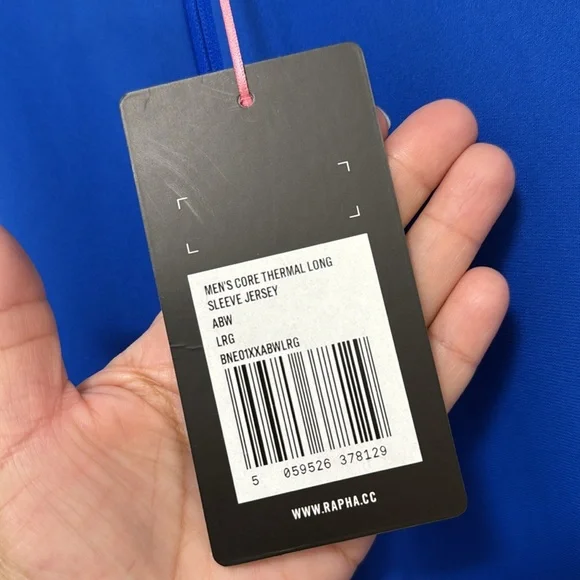 MEN'S CORE THERMAL LONG
SLEEVE JERSEY
ABW
LRG
BNE01XXABWLRG
5 059526 378129
WWW.RAPHA.CC